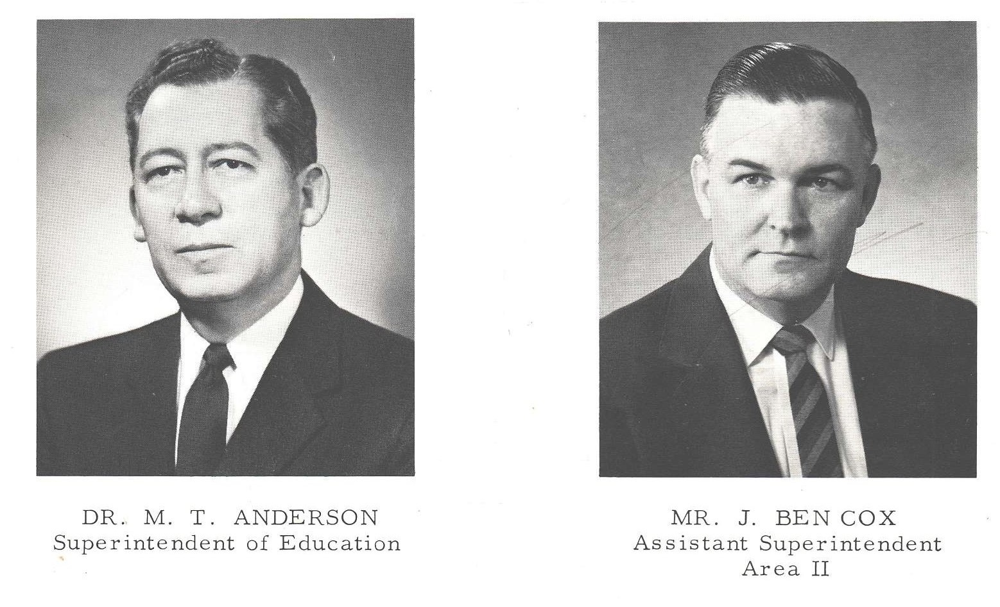 DR. M. T. ANDERSON
Superintendent of Education
MR. J. BEN COX
Assistant Superintendent
Area II